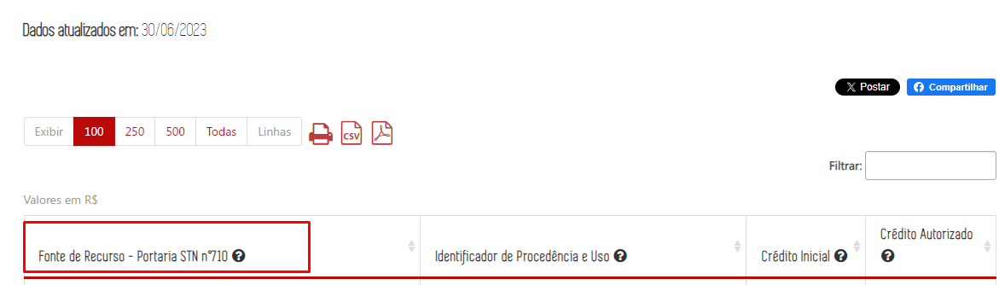 Dados atualizados em: 30/06/2023
Postar
Compartilhar
Exibir 100 250 500 Todas Linhas
CSV
Filtrar:
Valores em R$
Fonte de Recurso - Portaria STN nº710 ?
Identificador de Procedência e Uso ?
Crédito Inicial ?
Crédito Autorizado
?